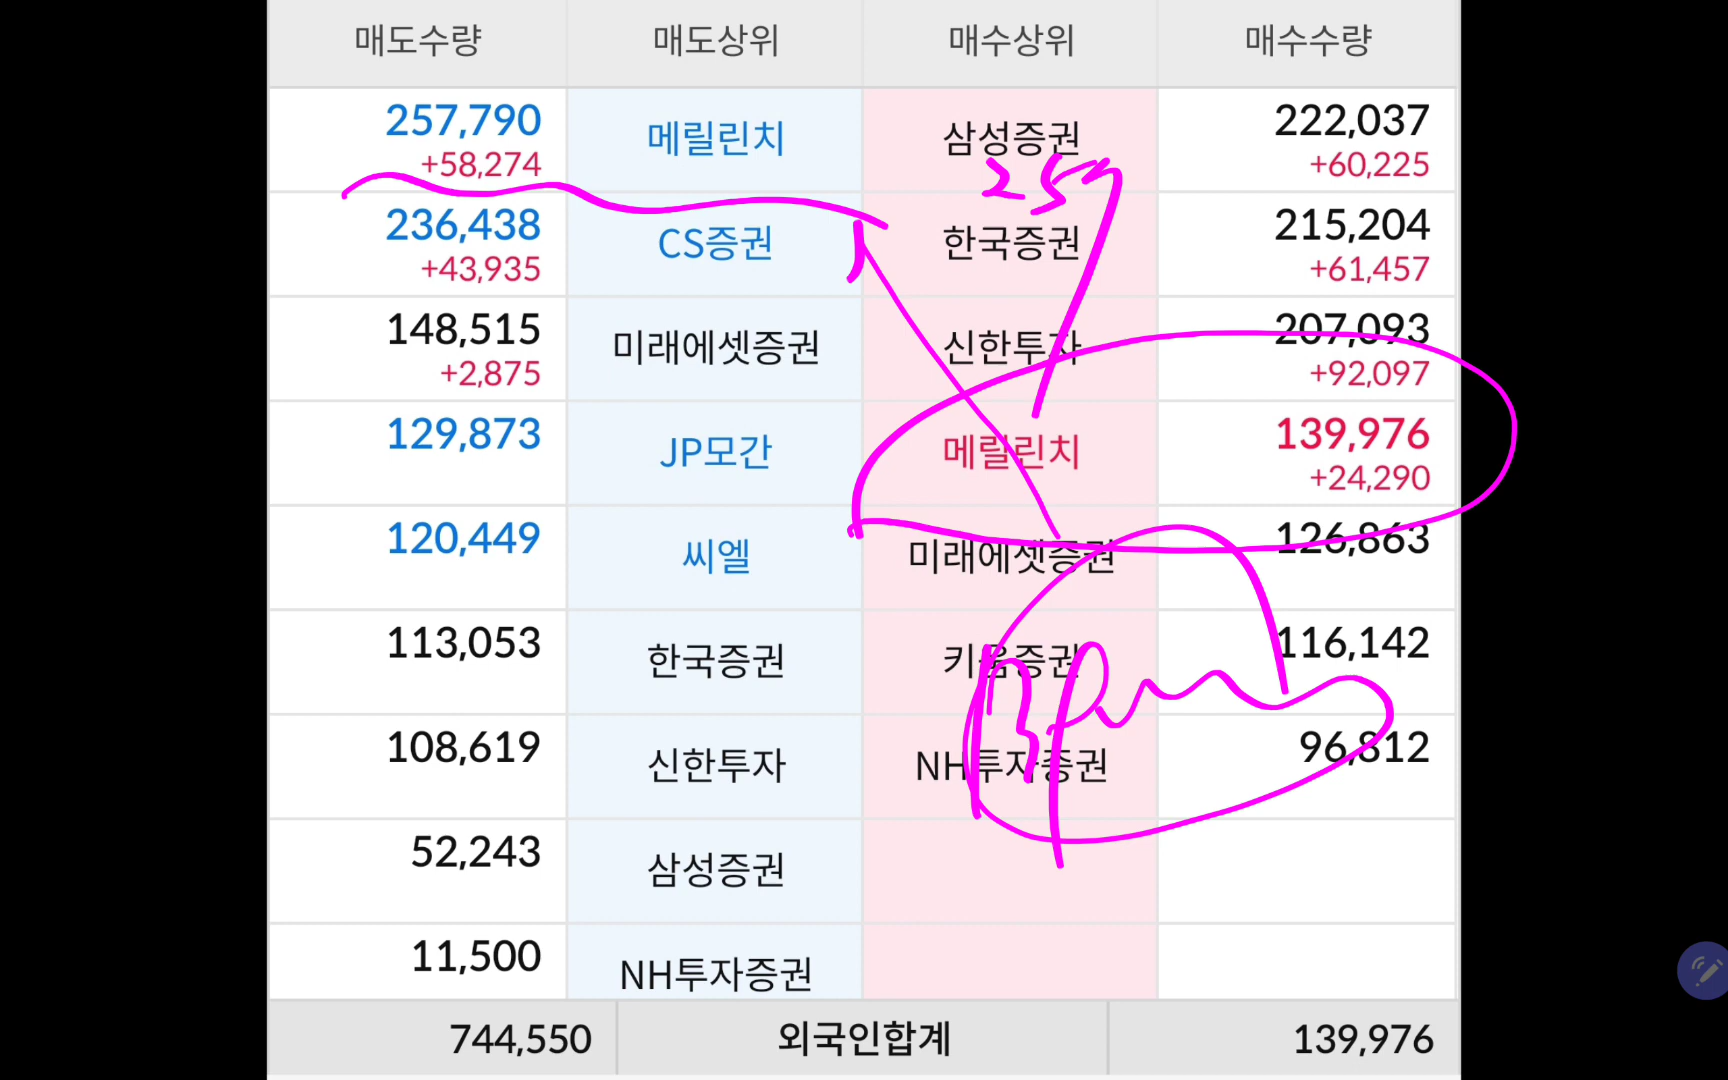 매도수량 매도상위 매수상위 매수수량
257,790 메릴린치 삼성증권 222,037
+58,274 +60,225
236,438 CS증권 한국증권 215,204
+43,935 +61,457
148,515 미래에셋증권 신한투자 207,093
+2,875 +92,097
129,873 JP모간 메릴린치 139,976
+24,290
120,449 씨엘 미래에셋증권 126,863
113,053 한국증권 키움증권 116,142
108,619 신한투자 NH투자증권 96,812
52,243 삼성증권
11,500 NH투자증권
744,550 외국인합계 139,976